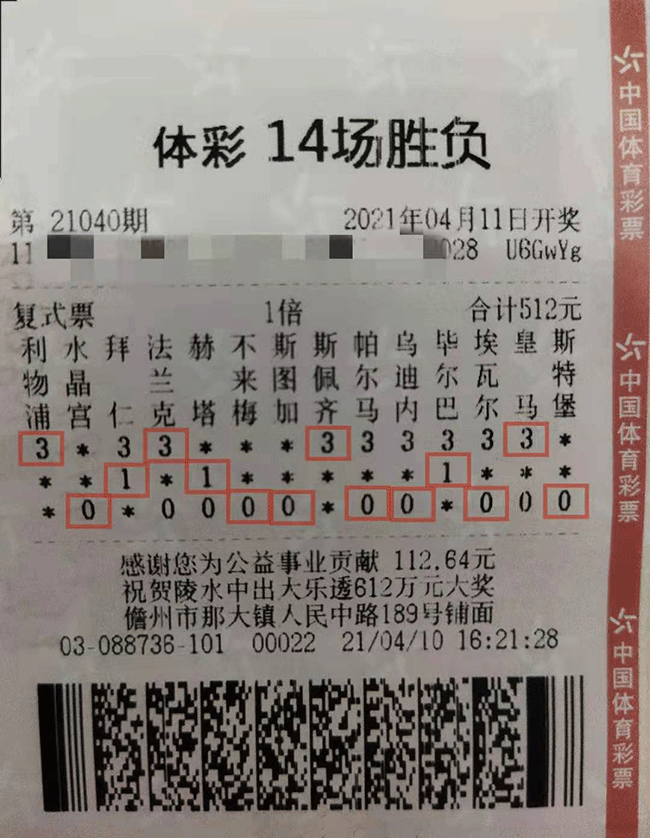 体彩 14场胜负
第 21040期 2021年04月11日开奖
11 028 U6GwYg
复式票 1倍 合计512元
利物浦
水晶宫
拜仁
法兰克
赫塔
不来梅
斯图加
斯佩齐
帕尔马
乌迪内
毕尔巴
埃瓦尔
皇马
斯特堡
3 * 3 3 * * * 3 3 3 3 3 3 *
* * 1 * 1 * * * * * 1 * * *
* 0 * 0 0 0 0 * 0 0 * 0 0 0
感谢您为公益事业贡献 112.64元
祝贺陵水中出大乐透612万元大奖
儋州市那大镇人民中路189号铺面
03-088736-101 00022 21/04/10 16:21:28
中国体育彩票
中国体育彩票
中国体育彩票